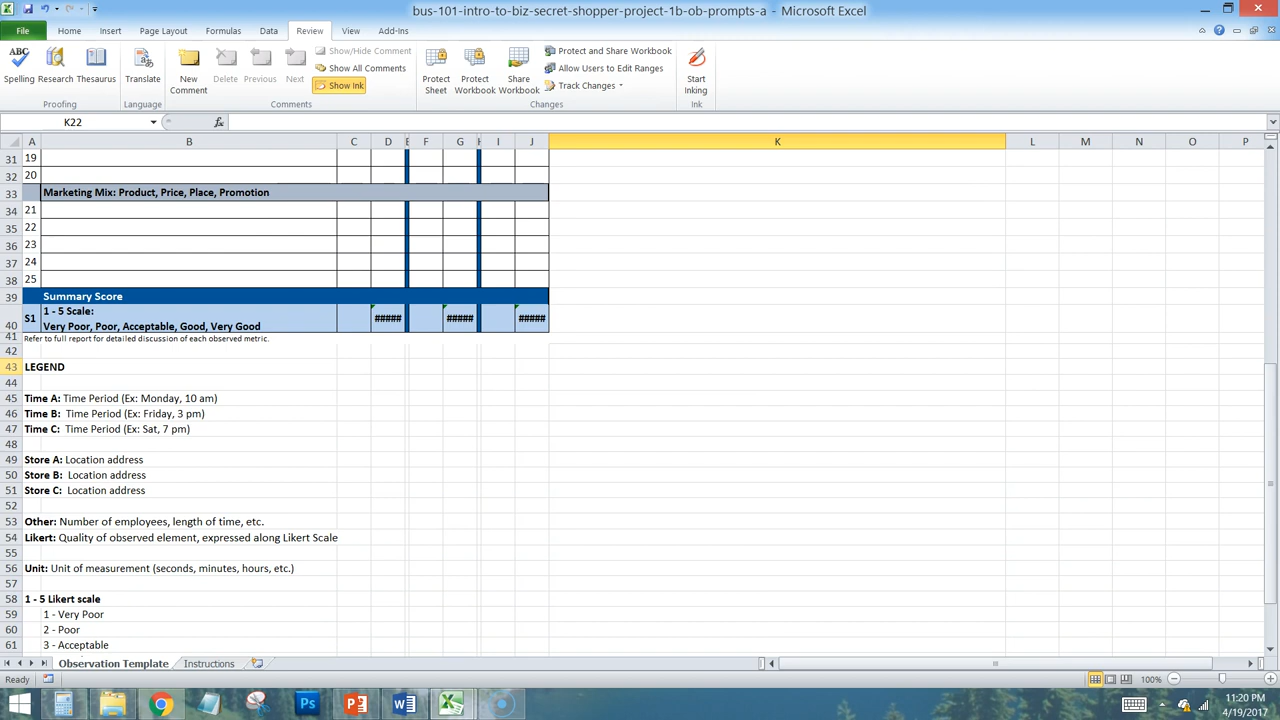 bus-101-intro-to-biz-secret-shopper-project-1b-ob-prompts-a - Microsoft Excel
File Home Insert Page Layout Formulas Data Review View Add-Ins
ABC
Spelling Research Thesaurus
Proofing
Translate
Language
New Comment
Delete Previous Next
Show/Hide Comment
Show All Comments
Show Ink
Comments
Protect Sheet
Protect Workbook
Share Workbook
Protect and Share Workbook
Allow Users to Edit Ranges
Track Changes
Changes
Start Inking
Ink
K22 fx
A B C D E F G H I J K L M N O P
31 19
32 20
33 Marketing Mix: Product, Price, Place, Promotion
34 21
35 22
36 23
37 24
38 25
39 Summary Score
1 - 5 Scale:
40 S1 Very Poor, Poor, Acceptable, Good, Very Good ##### ##### #####
41 Refer to full report for detailed discussion of each observed metric.
42
43 LEGEND
44
45 Time A: Time Period (Ex: Monday, 10 am)
46 Time B: Time Period (Ex: Friday, 3 pm)
47 Time C: Time Period (Ex: Sat, 7 pm)
48
49 Store A: Location address
50 Store B: Location address
51 Store C: Location address
52
53 Other: Number of employees, length of time, etc.
54 Likert: Quality of observed element, expressed along Likert Scale
55
56 Unit: Unit of measurement (seconds, minutes, hours, etc.)
57
58 1 - 5 Likert scale
59 1 - Very Poor
60 2 - Poor
61 3 - Acceptable
Observation Template Instructions
Ready 100%
Ps P W X
11:20 PM
4/19/2017